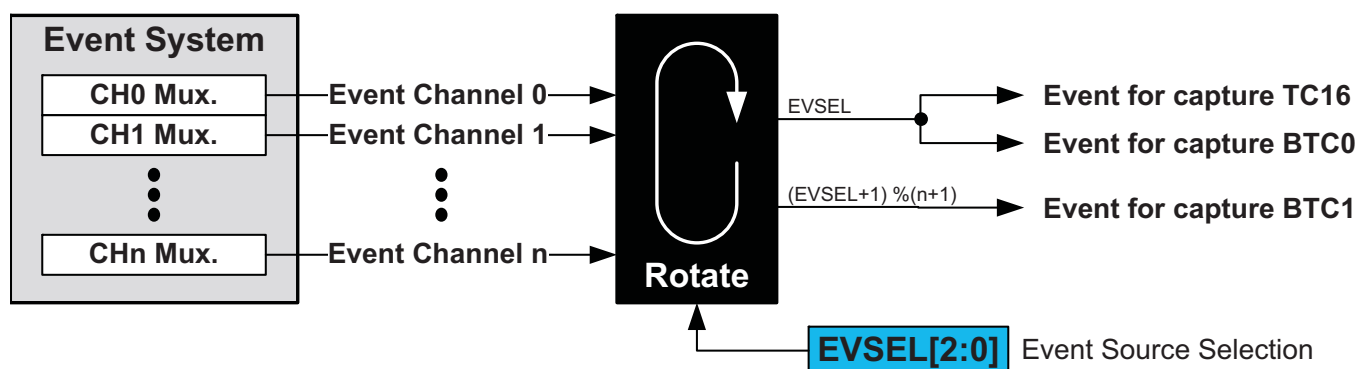 Event System
CH0 Mux.
Event Channel 0
CH1 Mux.
Event Channel 1
CHn Mux.
Event Channel n
Rotate
EVSEL
(EVSEL+1) %(n+1)
Event for capture TC16
Event for capture BTC0
Event for capture BTC1
EVSEL[2:0] Event Source Selection